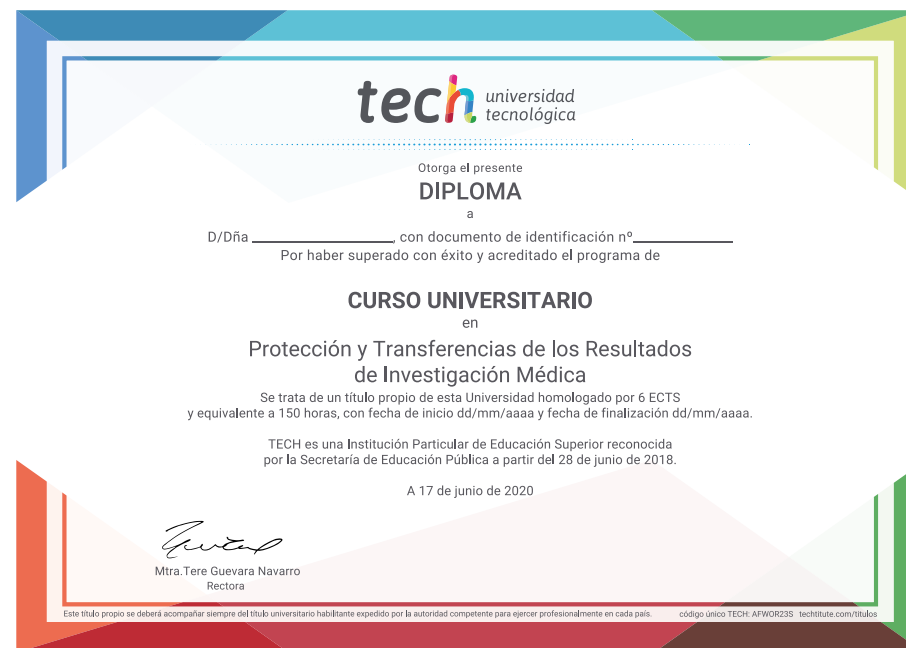 tech universidad
tecnológica
Otorga el presente
DIPLOMA
a
D/Dña ____________________, con documento de identificación nº______________
Por haber superado con éxito y acreditado el programa de
CURSO UNIVERSITARIO
en
Protección y Transferencias de los Resultados
de Investigación Médica
Se trata de un título propio de esta Universidad homologado por 6 ECTS
y equivalente a 150 horas, con fecha de inicio dd/mm/aaaa y fecha de finalización dd/mm/aaaa.
TECH es una Institución Particular de Educación Superior reconocida
por la Secretaría de Educación Pública a partir del 28 de junio de 2018.
A 17 de junio de 2020
Mtra.Tere Guevara Navarro
Rectora
Este título propio se deberá acompañar siempre del título universitario habilitante expedido por la autoridad competente para ejercer profesionalmente en cada país. código único TECH: AFWOR23S techtitute.com/titulos